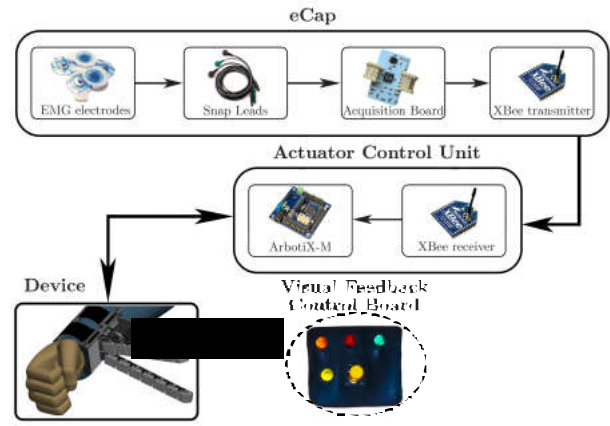 eCap
EMG electrodes
Snap Leads
Acquisition Board
XBee transmitter
Actuator Control Unit
ArbotiX-M
XBee receiver
Device
Visual Feedback
Control Board